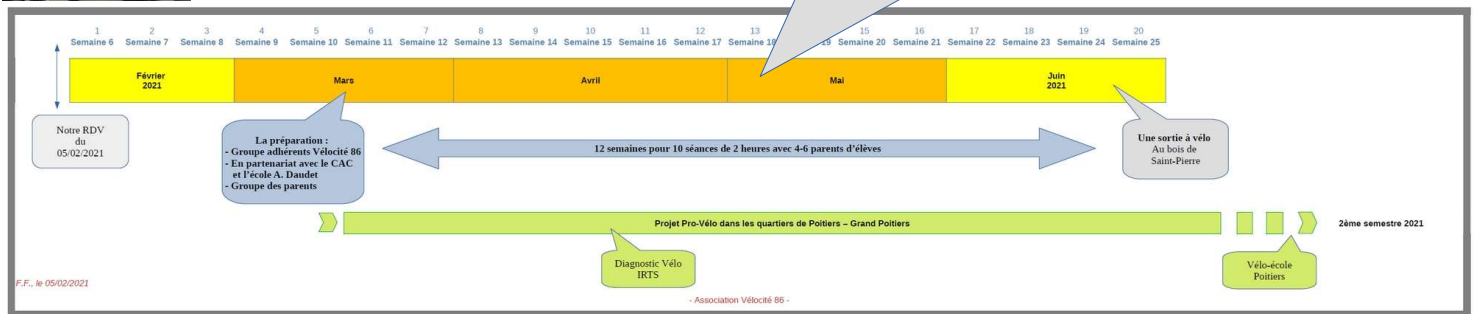 1 2 3 4 5 6 7 8 9 10 11 12 13 15 16 17 18 19 20
Semaine 6 Semaine 7 Semaine 8 Semaine 9 Semaine 10 Semaine 11 Semaine 12 Semaine 13 Semaine 14 Semaine 15 Semaine 16 Semaine 17 Semaine 18 19 Semaine 20 Semaine 21 Semaine 22 Semaine 23 Semaine 24 Semaine 25
Février
2021
Mars
Avril
Mai
Juin
2021
Notre RDV
du
05/02/2021
La préparation :
- Groupe adhérents Vélocité 86
- En partenariat avec le CAC
et l'école A. Daudet
- Groupe des parents
12 semaines pour 10 séances de 2 heures avec 4-6 parents d'élèves
Une sortie à vélo
Au bois de
Saint-Pierre
Projet Pro-Vélo dans les quartiers de Poitiers – Grand Poitiers
2ème semestre 2021
Diagnostic Vélo
IRTS
Vélo-école
Poitiers
F.F., le 05/02/2021
- Association Vélocité 86 -